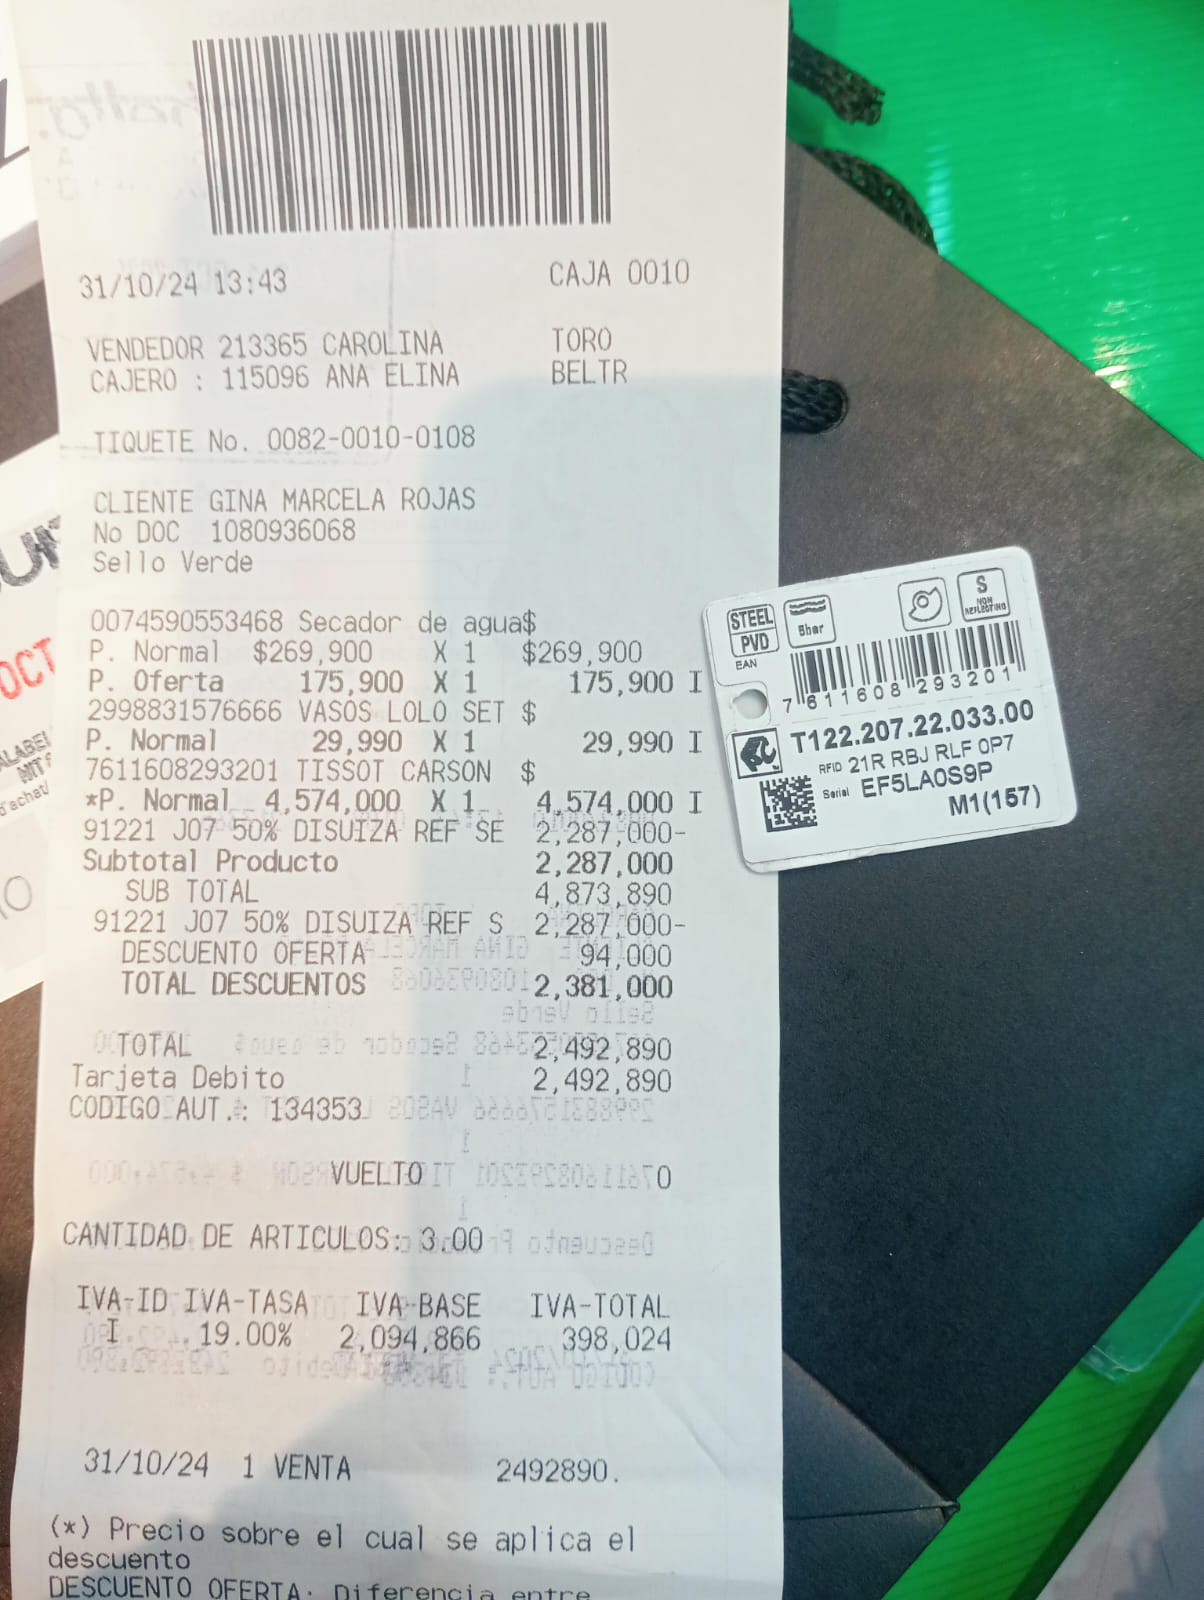 31/10/24 13:43 CAJA 0010
VENDEDOR 213365 CAROLINA TORO
CAJERO : 115096 ANA ELINA BELTR
TIQUETE No. 0082-0010-0108
CLIENTE GINA MARCELA ROJAS
No DOC 1080936068
Sello Verde
0074590553468 Secador de agua$
P. Normal $269,900 X 1 $269,900
P. Oferta 175,900 X 1 175,900 I
2998831576666 VASOS LOLO SET $
P. Normal 29,990 X 1 29,990 I
7611608293201 TISSOT CARSON $
*P. Normal 4,574,000 X 1 4,574,000 I
91221 J07 50% DISUIZA REF SE 2,287,000-
Subtotal Producto 2,287,000
SUB TOTAL 4,873,890
91221 J07 50% DISUIZA REF S 2,287,000-
DESCUENTO OFERTA 94,000
TOTAL DESCUENTOS 2,381,000
TOTAL 2,492,890
Tarjeta Debito 2,492,890
CODIGO AUT.: 134353
VUELTO 0
CANTIDAD DE ARTICULOS: 3.00
IVA-ID IVA-TASA IVA-BASE IVA-TOTAL
I 19.00% 2,094,866 398,024
31/10/24 1 VENTA 2492890.
(*) Precio sobre el cual se aplica el
descuento
DESCUENTO OFERTA: Diferencia entre
STEEL
PVD
5bar
S
NON
REFLECTING
EAN
7 611608 293201
T122.207.22.033.00
RFID 21R RBJ RLF 0P7
Serial EF5LA0S9P
M1(157)
OCT
d'achat